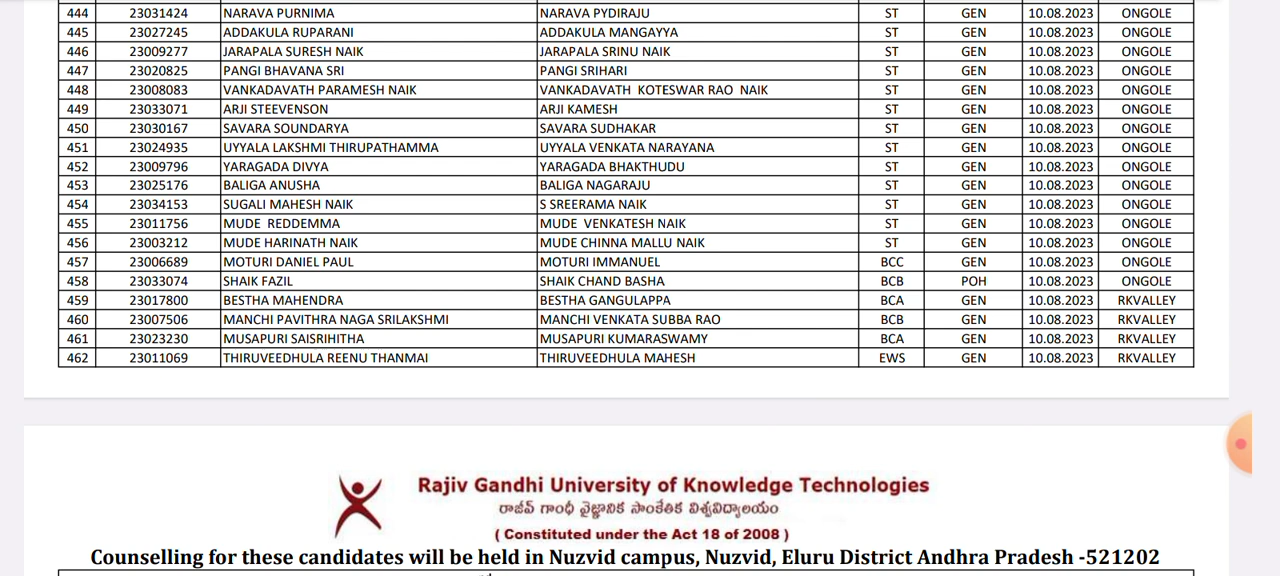 444 23031424 NARAVA PURNIMA NARAVA PYDIRAJU ST GEN 10.08.2023 ONGOLE
445 23027245 ADDAKULA RUPARANI ADDAKULA MANGAYYA ST GEN 10.08.2023 ONGOLE
446 23009277 JARAPALA SURESH NAIK JARAPALA SRINU NAIK ST GEN 10.08.2023 ONGOLE
447 23020825 PANGI BHAVANA SRI PANGI SRIHARI ST GEN 10.08.2023 ONGOLE
448 23008083 VANKADAVATH PARAMESH NAIK VANKADAVATH KOTESWAR RAO NAIK ST GEN 10.08.2023 ONGOLE
449 23033071 ARJI STEEVENSON ARJI KAMESH ST GEN 10.08.2023 ONGOLE
450 23030167 SAVARA SOUNDARYA SAVARA SUDHAKAR ST GEN 10.08.2023 ONGOLE
451 23024935 UYYALA LAKSHMI THIRUPATHAMMA UYYALA VENKATA NARAYANA ST GEN 10.08.2023 ONGOLE
452 23009796 YARAGADA DIVYA YARAGADA BHAKTHUDU ST GEN 10.08.2023 ONGOLE
453 23025176 BALIGA ANUSHA BALIGA NAGARAJU ST GEN 10.08.2023 ONGOLE
454 23034153 SUGALI MAHESH NAIK S SREERAMA NAIK ST GEN 10.08.2023 ONGOLE
455 23011756 MUDE REDDEMMA MUDE VENKATESH NAIK ST GEN 10.08.2023 ONGOLE
456 23003212 MUDE HARINATH NAIK MUDE CHINNA MALLU NAIK ST GEN 10.08.2023 ONGOLE
457 23006689 MOTURI DANIEL PAUL MOTURI IMMANUEL BCC GEN 10.08.2023 ONGOLE
458 23033074 SHAIK FAZIL SHAIK CHAND BASHA BCB POH 10.08.2023 ONGOLE
459 23017800 BESTHA MAHENDRA BESTHA GANGULAPPA BCA GEN 10.08.2023 RKVALLEY
460 23007506 MANCHI PAVITHRA NAGA SRILAKSHMI MANCHI VENKATA SUBBA RAO BCB GEN 10.08.2023 RKVALLEY
461 23023230 MUSAPURI SAISRIHITHA MUSAPURI KUMARASWAMY BCA GEN 10.08.2023 RKVALLEY
462 23011069 THIRUVEEDHULA REENU THANMAI THIRUVEEDHULA MAHESH EWS GEN 10.08.2023 RKVALLEY
Rajiv Gandhi University of Knowledge Technologies
రాజీవ్ గాంధీ వైజ్ఞానిక సాంకేతిక విశ్వవిద్యాలయం
( Constituted under the Act 18 of 2008 )
Counselling for these candidates will be held in Nuzvid campus, Nuzvid, Eluru District Andhra Pradesh -521202